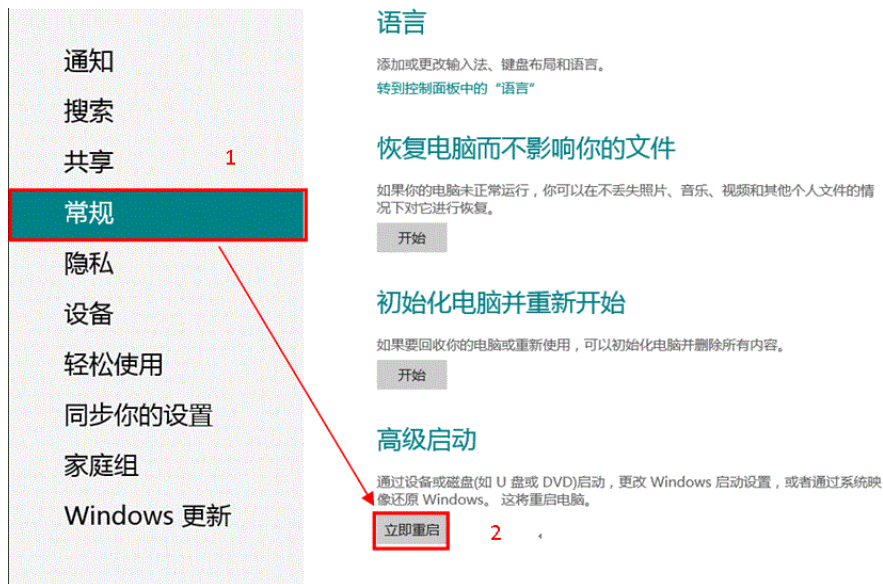 通知
搜索
共享
1
常规
隐私
设备
轻松使用
同步你的设置
家庭组
Windows 更新
语言
添加或更改输入法、键盘布局和语言。
转到控制面板中的“语言”
恢复电脑而不影响你的文件
如果你的电脑未正常运行，你可以在不丢失照片、音乐、视频和其他个人文件的情
况下对它进行恢复。
开始
初始化电脑并重新开始
如果要回收你的电脑或重新使用，可以初始化电脑并删除所有内容。
开始
高级启动
通过设备或磁盘(如 U 盘或 DVD)启动，更改 Windows 启动设置，或者通过系统映
像还原 Windows。 这将重启电脑。
立即重启
2